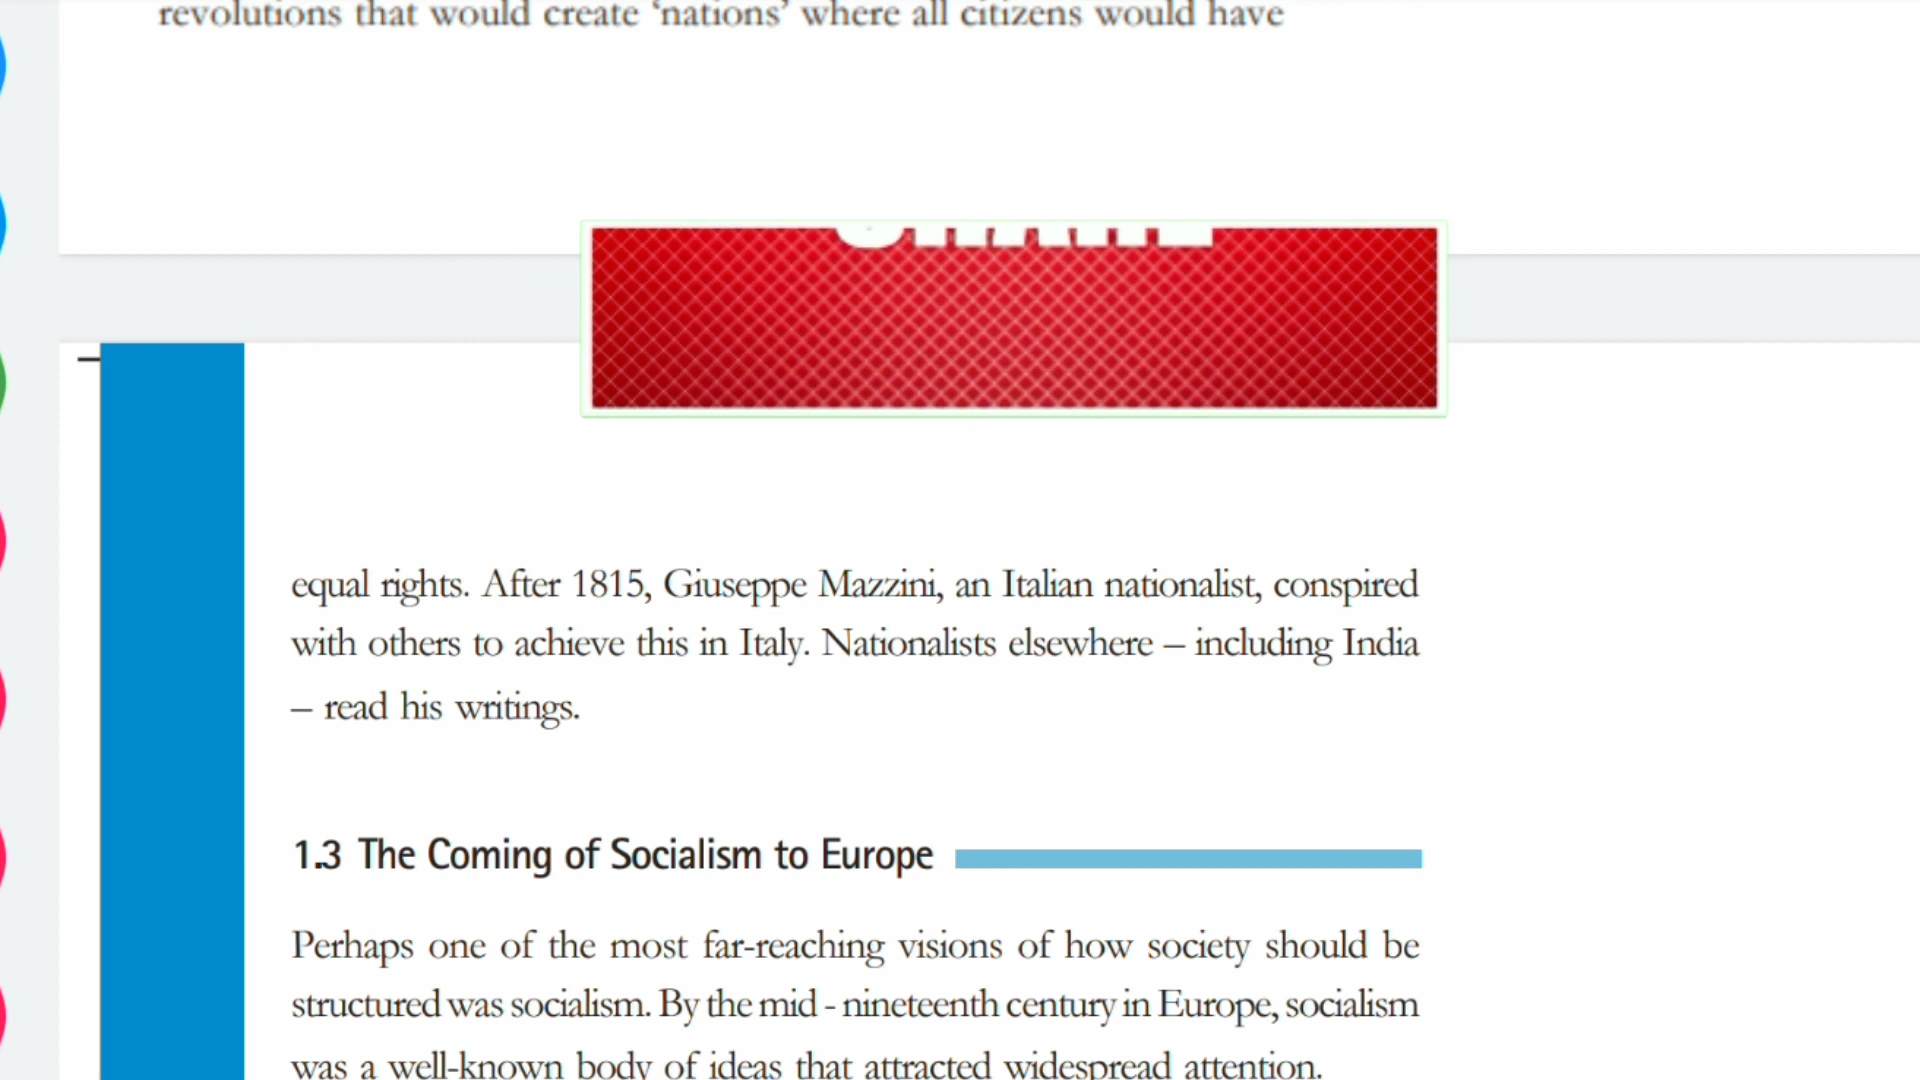 revolutions that would create ‘nations’ where all citizens would have
equal rights. After 1815, Giuseppe Mazzini, an Italian nationalist, conspired
with others to achieve this in Italy. Nationalists elsewhere – including India
– read his writings.
1.3 The Coming of Socialism to Europe
Perhaps one of the most far-reaching visions of how society should be
structured was socialism. By the mid - nineteenth century in Europe, socialism
was a well-known body of ideas that attracted widespread attention.